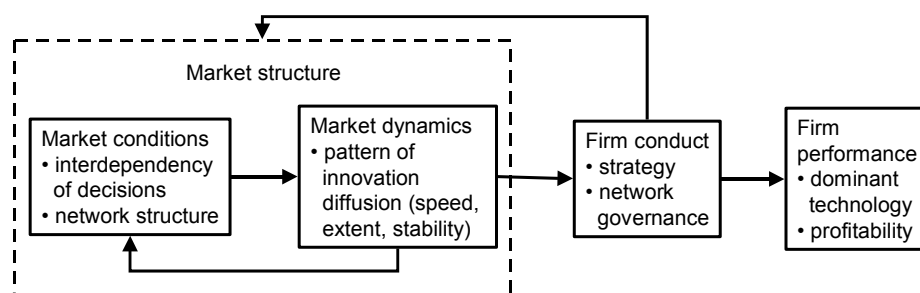 Market structure
Market conditions
• interdependency
of decisions
• network structure
Market dynamics
• pattern of
innovation
diffusion (speed,
extent, stability)
Firm conduct
• strategy
• network
governance
Firm
performance
• dominant
technology
• profitability